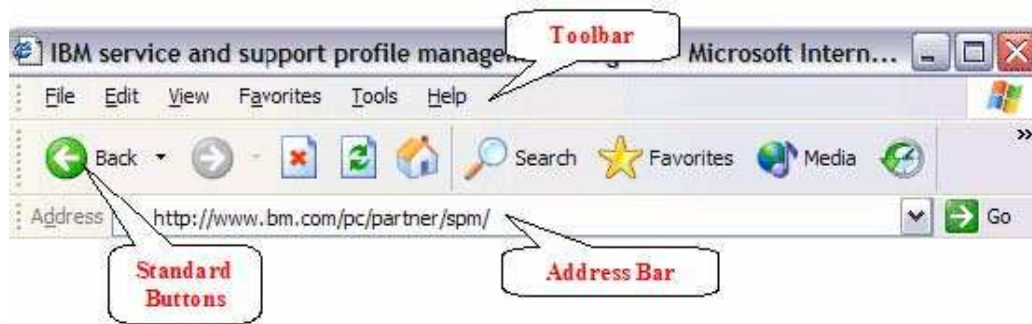 Toolbar
IBM service and support profile manage Microsoft Intern...
File Edit View Favorites Tools Help
»
Back Search Favorites Media
Address http://www.bm.com/pc/partner/spm/ Go
Standard
Buttons
Address Bar